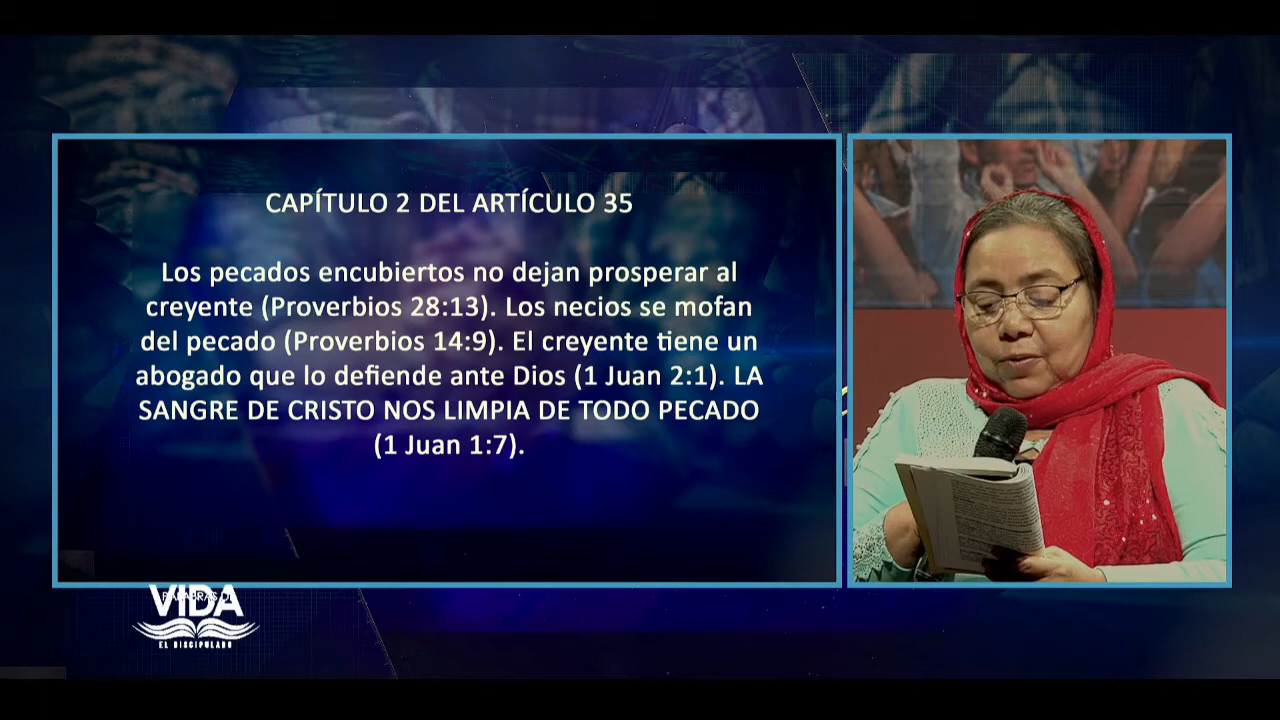 CAPÍTULO 2 DEL ARTÍCULO 35
Los pecados encubiertos no dejan prosperar al
creyente (Proverbios 28:13). Los necios se mofan
del pecado (Proverbios 14:9). El creyente tiene un
abogado que lo defiende ante Dios (1 Juan 2:1). LA
SANGRE DE CRISTO NOS LIMPIA DE TODO PECADO
(1 Juan 1:7).
PALABRAS DE
VIDA
EL DISCIPULADO